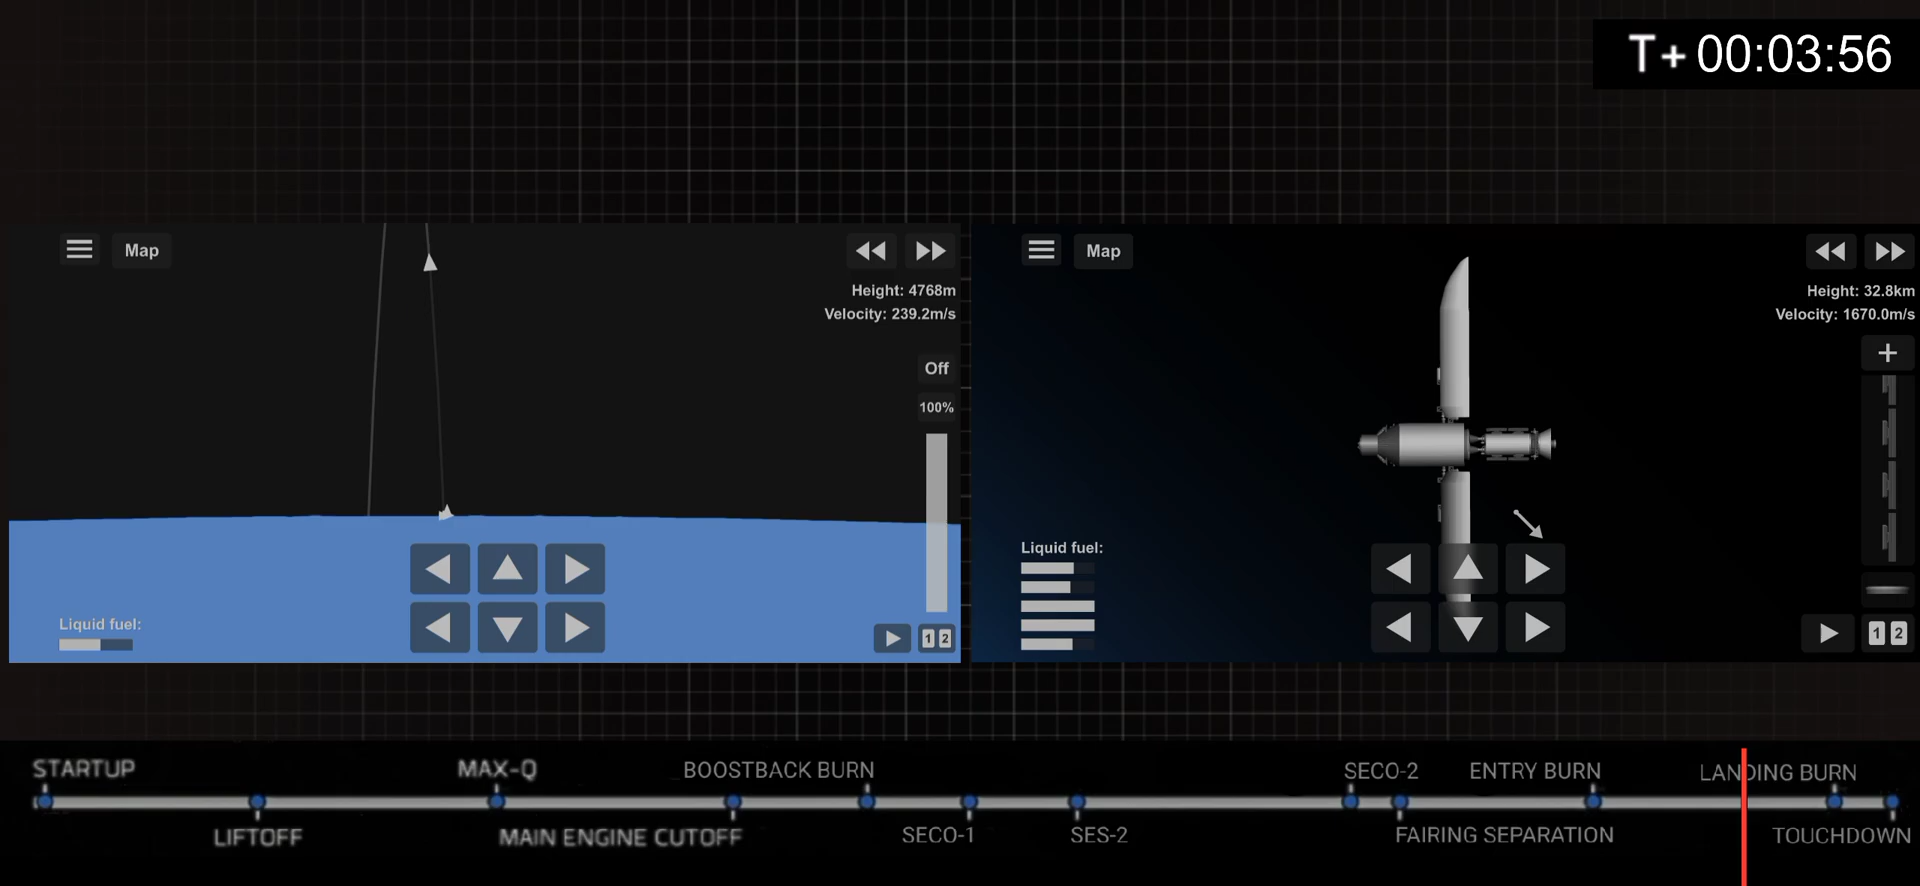 T+ 00:03:56
Map
Height: 4768m
Velocity: 239.2m/s
Off
100%
Liquid fuel:
1 2
Map
Height: 32.8km
Velocity: 1670.0m/s
+
Liquid fuel:
1 2
STARTUP
MAX-Q
BOOSTBACK BURN
SECO-2
ENTRY BURN
LANDING BURN
LIFTOFF
MAIN ENGINE CUTOFF
SECO-1
SES-2
FAIRING SEPARATION
TOUCHDOWN